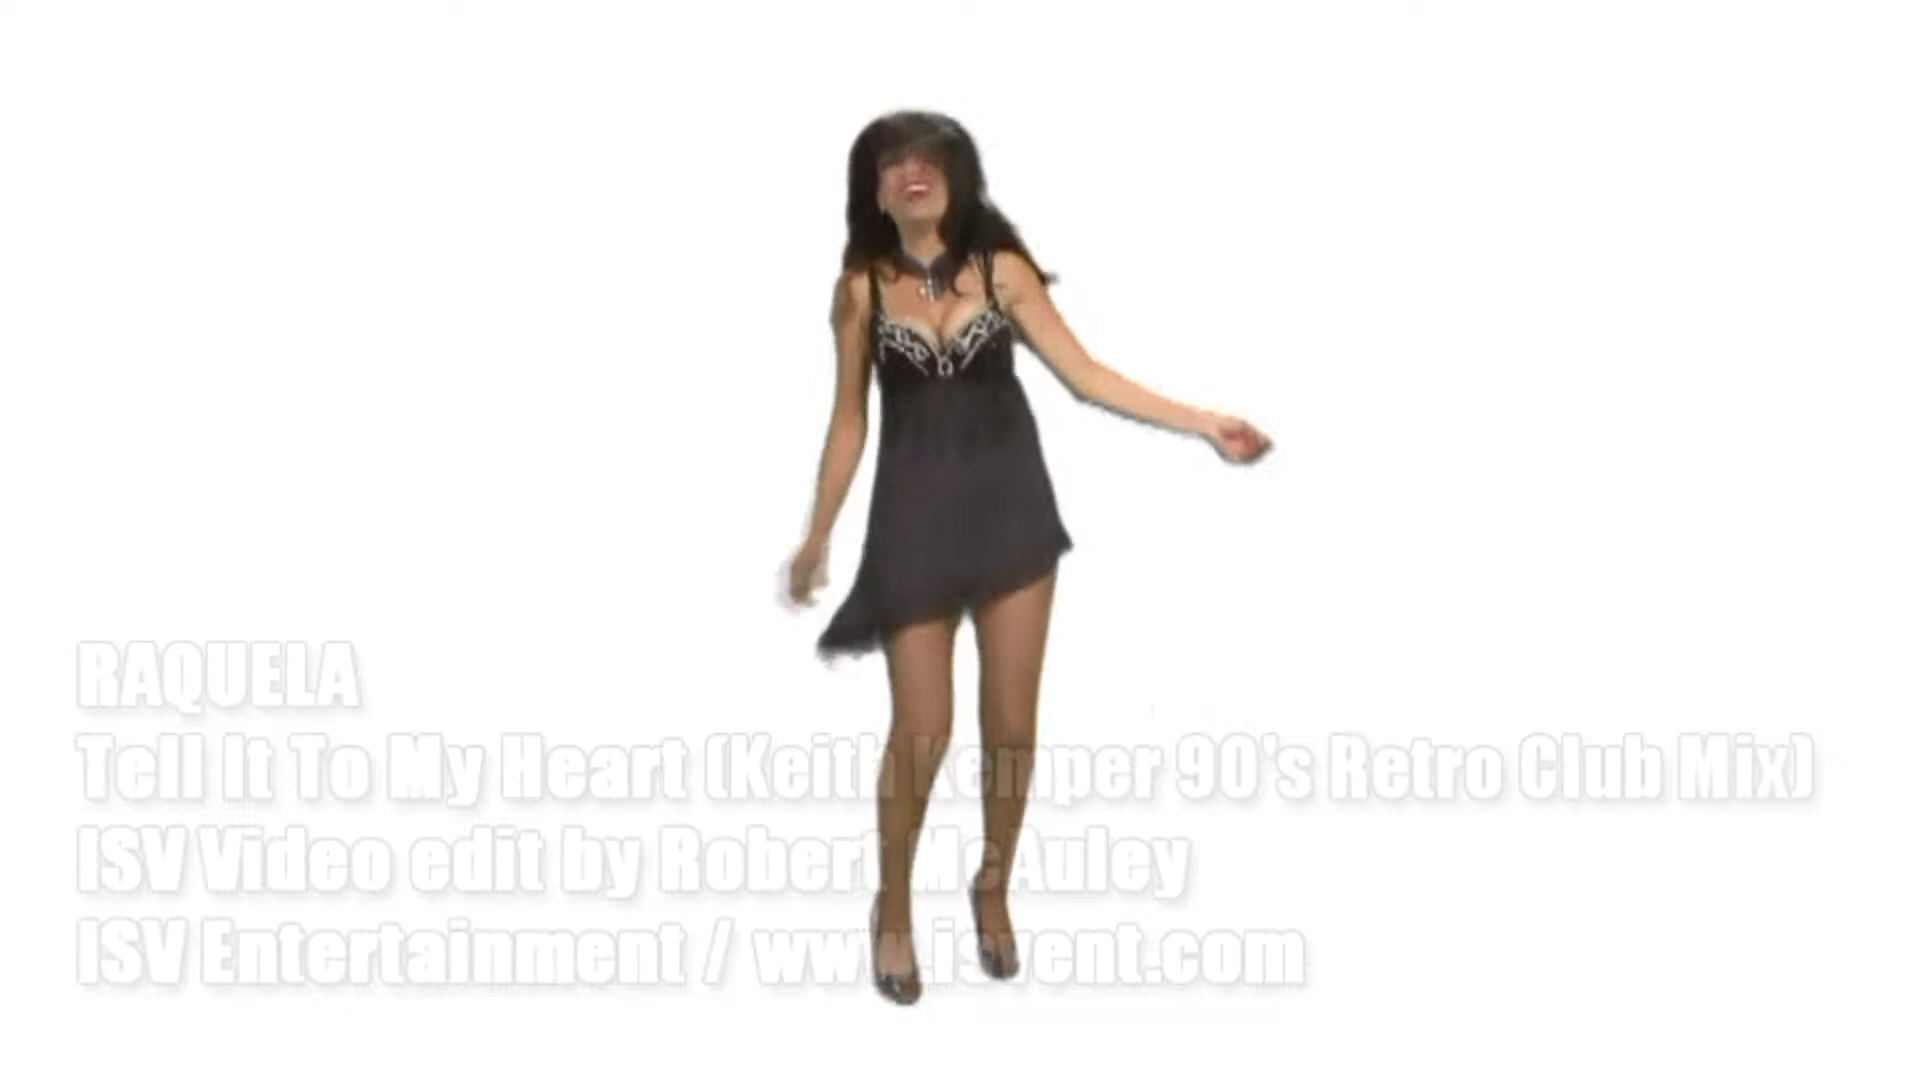 RAQUELA
Tell It To My Heart (Keith Kemper 90's Retro Club Mix)
ISV Video edit by Robert McAuley
ISV Entertainment / www.isvent.com